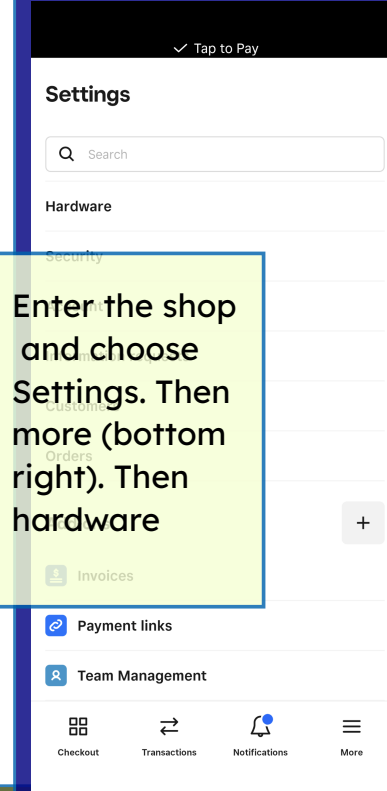 Tap to Pay
Settings
Search
Hardware
Security
Enter the shop
and choose
Settings. Then
more (bottom
right). Then
hardware
Customers
Orders
Invoices
Payment links
Team Management
Checkout
Transactions
Notifications
More